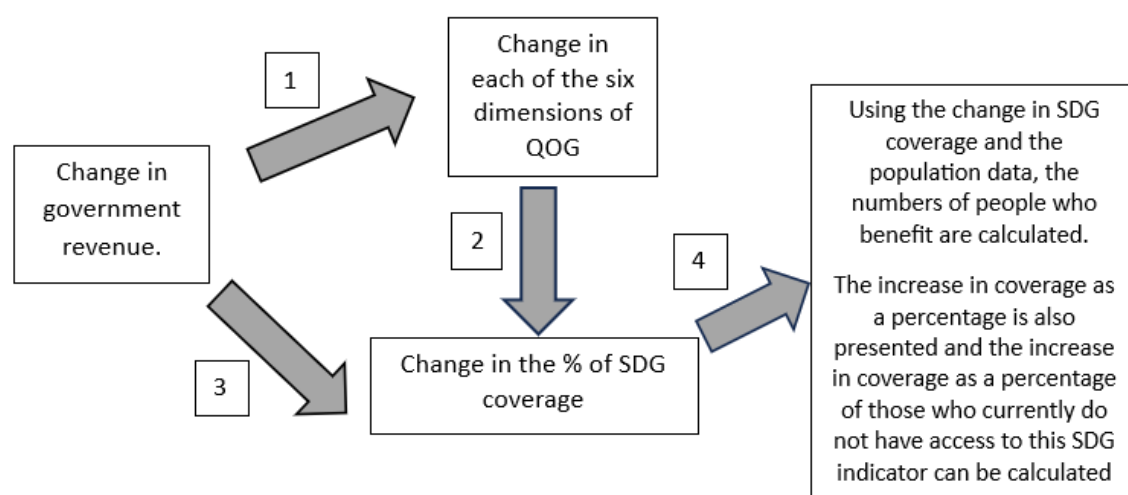 1
Change in
each of the six
dimensions of
QOG
Change in
government
revenue.
2
3
Change in the % of SDG
coverage
4
Using the change in SDG
coverage and the
population data, the
numbers of people who
benefit are calculated.
The increase in coverage as
a percentage is also
presented and the increase
in coverage as a percentage
of those who currently do
not have access to this SDG
indicator can be calculated